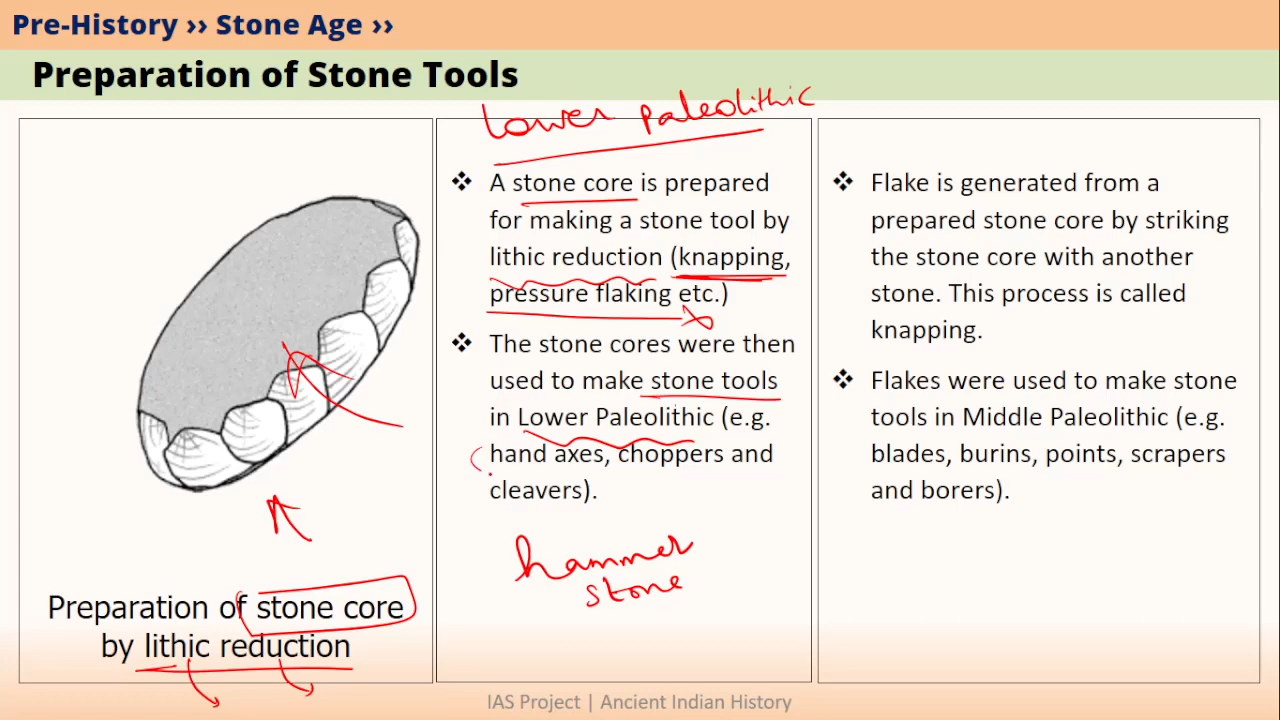 Pre-History ›› Stone Age ››
Preparation of Stone Tools
Preparation of stone core
by lithic reduction
Lower paleolithic
❖ A stone core is prepared
for making a stone tool by
lithic reduction (knapping,
pressure flaking etc.)
❖ The stone cores were then
used to make stone tools
in Lower Paleolithic (e.g.
hand axes, choppers and
cleavers).
hammer
stone
❖ Flake is generated from a
prepared stone core by striking
the stone core with another
stone. This process is called
knapping.
❖ Flakes were used to make stone
tools in Middle Paleolithic (e.g.
blades, burins, points, scrapers
and borers).
IAS Project | Ancient Indian History